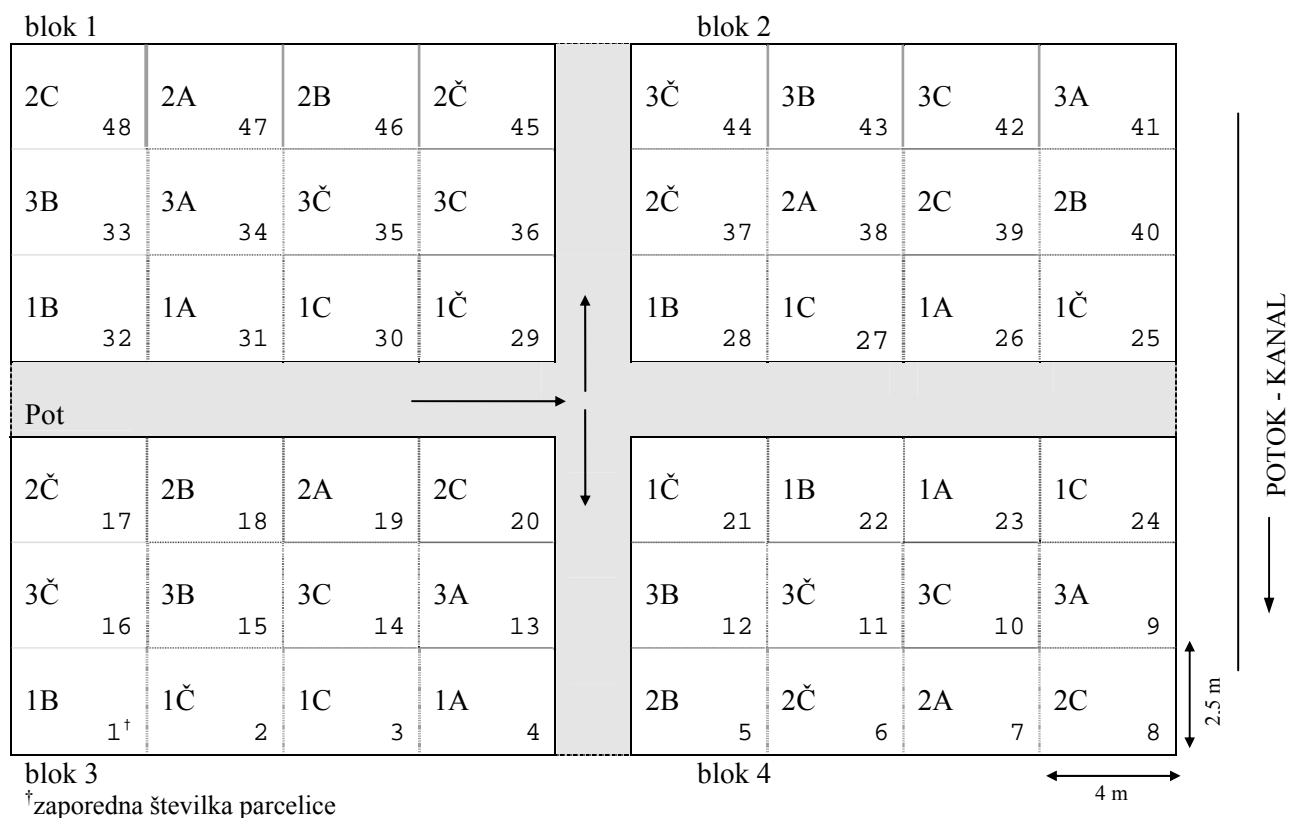 blok 1 blok 2
2C 2A 2B 2Č 3Č 3B 3C 3A
48 47 46 45 44 43 42 41
3B 3A 3Č 3C 2Č 2A 2C 2B
33 34 35 36 37 38 39 40
1B 1A 1C 1Č 1B 1C 1A 1Č
32 31 30 29 28 27 26 25
Pot
POTOK - KANAL
2Č 2B 2A 2C 1Č 1B 1A 1C
17 18 19 20 21 22 23 24
3Č 3B 3C 3A 3B 3Č 3C 3A
16 15 14 13 12 11 10 9
1B 1Č 1C 1A 2B 2Č 2A 2C
1† 2 3 4 5 6 7 8
2.5 m
blok 3 blok 4
4 m
†zaporedna številka parcelice